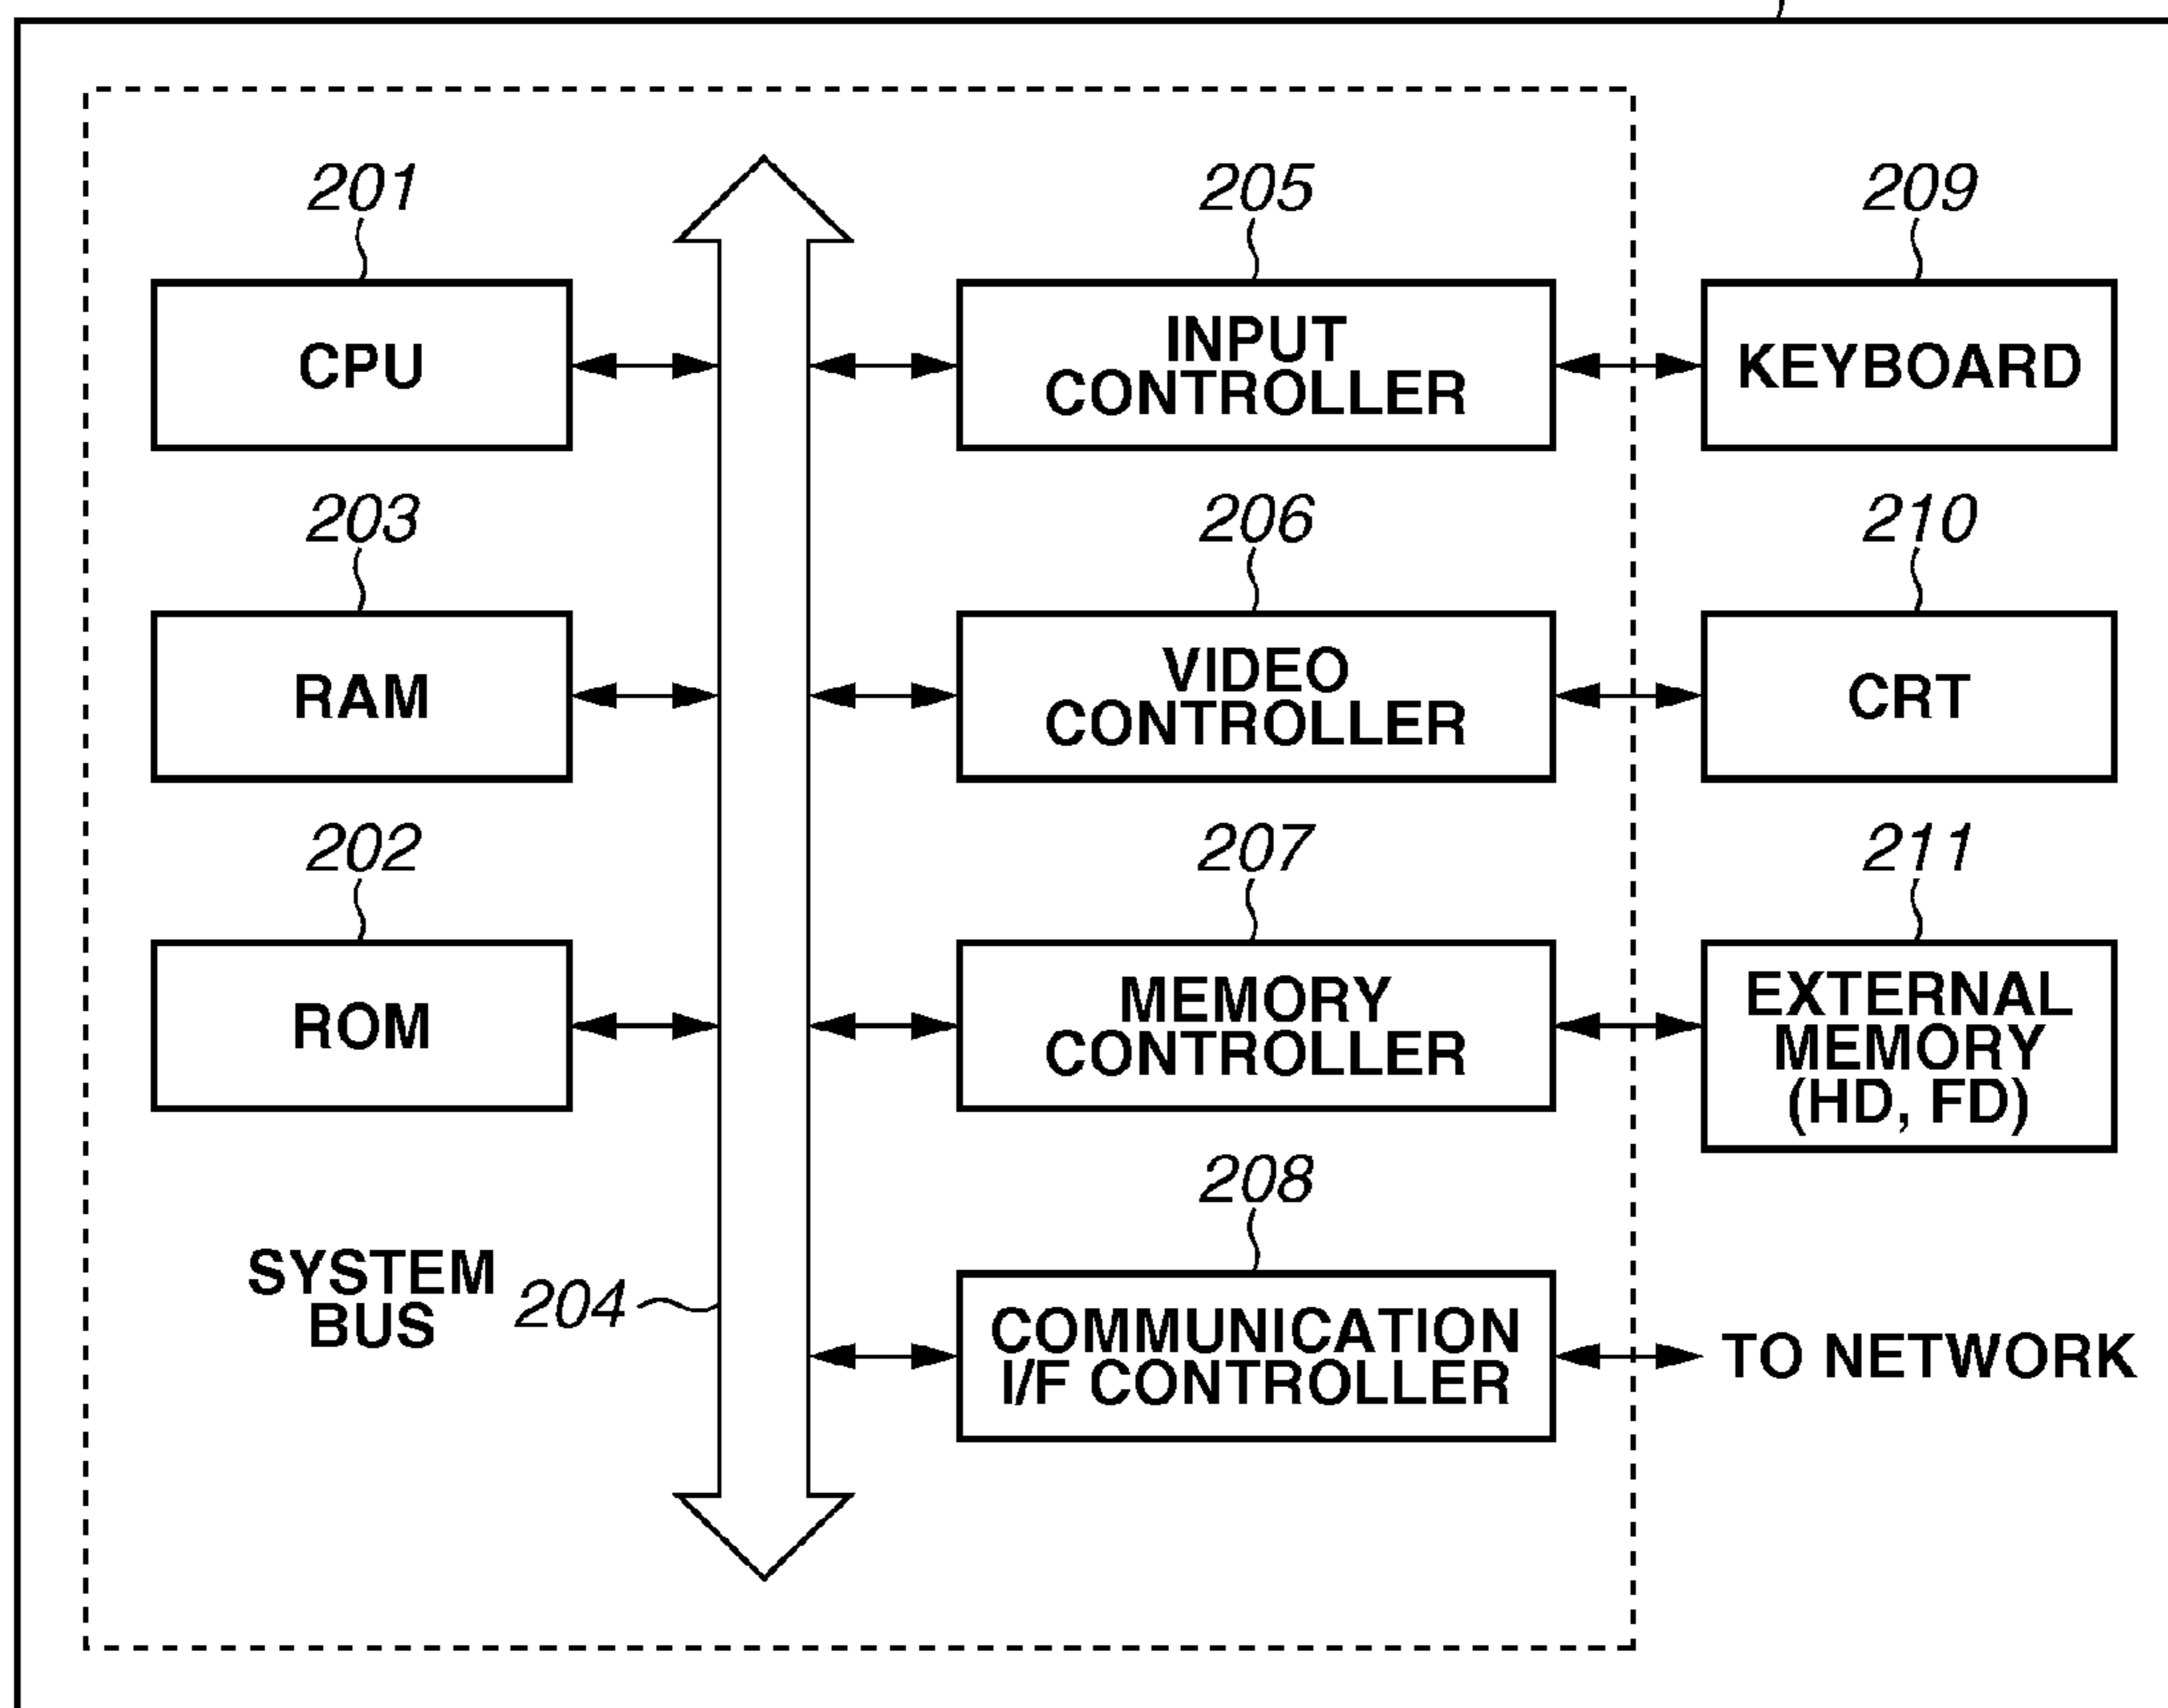 201
205
209
CPU
INPUT
CONTROLLER
KEYBOARD
203
206
210
RAM
VIDEO
CONTROLLER
CRT
202
207
211
ROM
MEMORY
CONTROLLER
EXTERNAL
MEMORY
(HD, FD)
208
SYSTEM
BUS
204
COMMUNICATION
I/F CONTROLLER
TO NETWORK